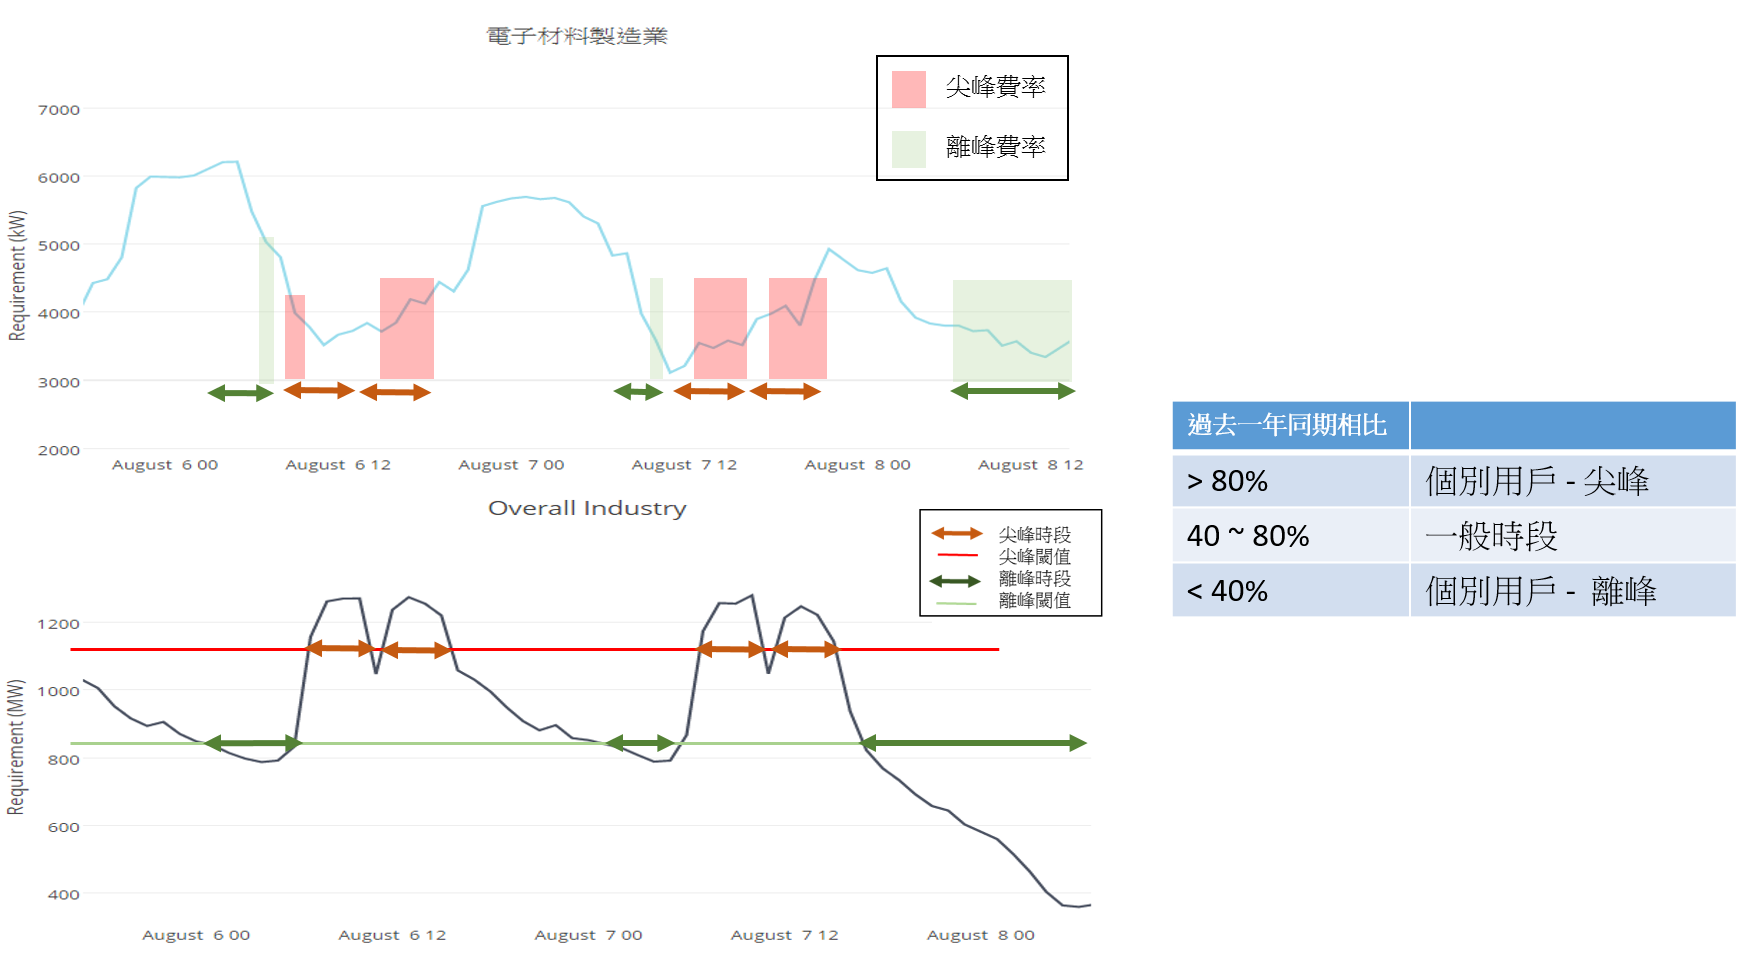 電子材料製造業
尖峰費率
離峰費率
Requirement (kW)
7000
6000
5000
4000
3000
2000
August 6 00
August 6 12
August 7 00
August 7 12
August 8 00
August 8 12
Overall Industry
尖峰時段
尖峰閾值
離峰時段
離峰閾值
Requirement (MW)
1200
1000
800
600
400
August 6 00
August 6 12
August 7 00
August 7 12
August 8 00
過去一年同期相比
> 80% 個別用戶 - 尖峰
40 ~ 80% 一般時段
< 40% 個別用戶 - 離峰